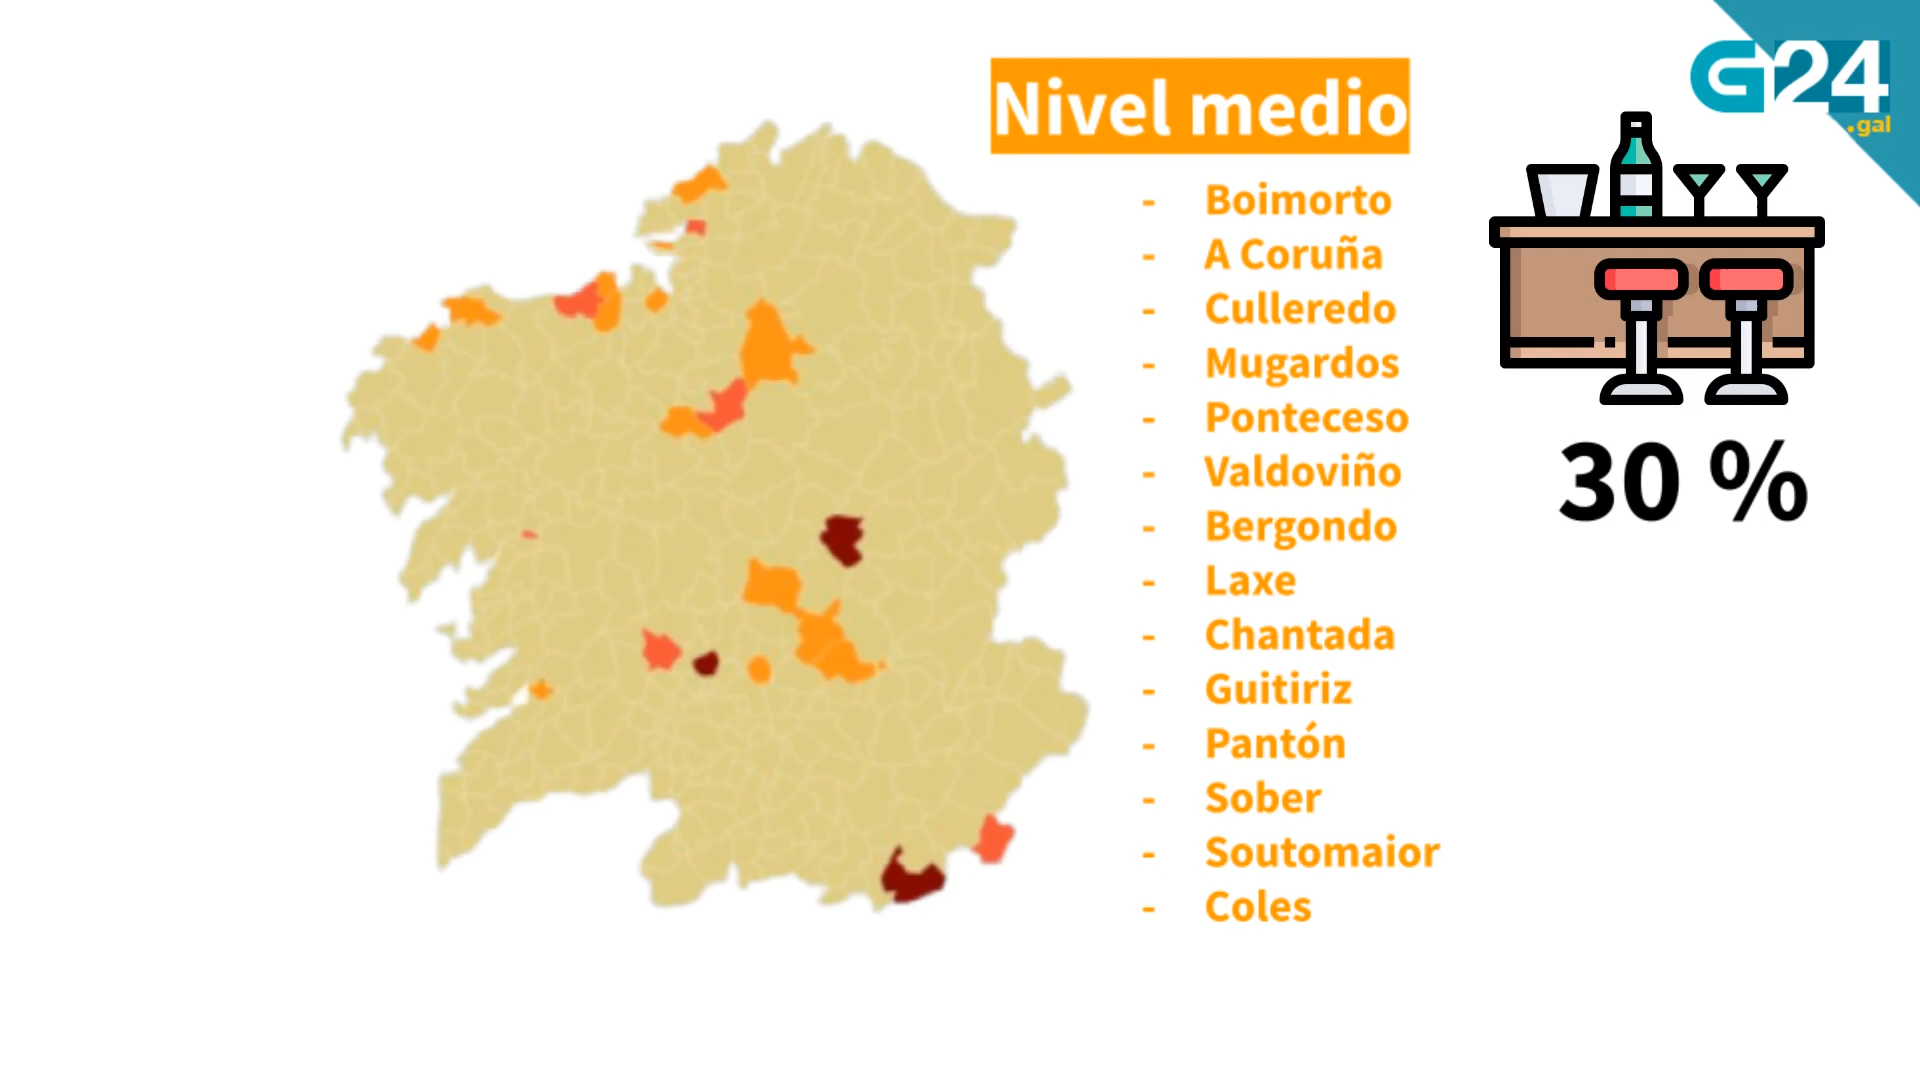 G24
.gal
Nivel medio
- Boimorto
- A Coruña
- Culleredo
- Mugardos
- Ponteceso
- Valdoviño
- Bergondo
- Laxe
- Chantada
- Guitiriz
- Pantón
- Sober
- Soutomaior
- Coles
30 %